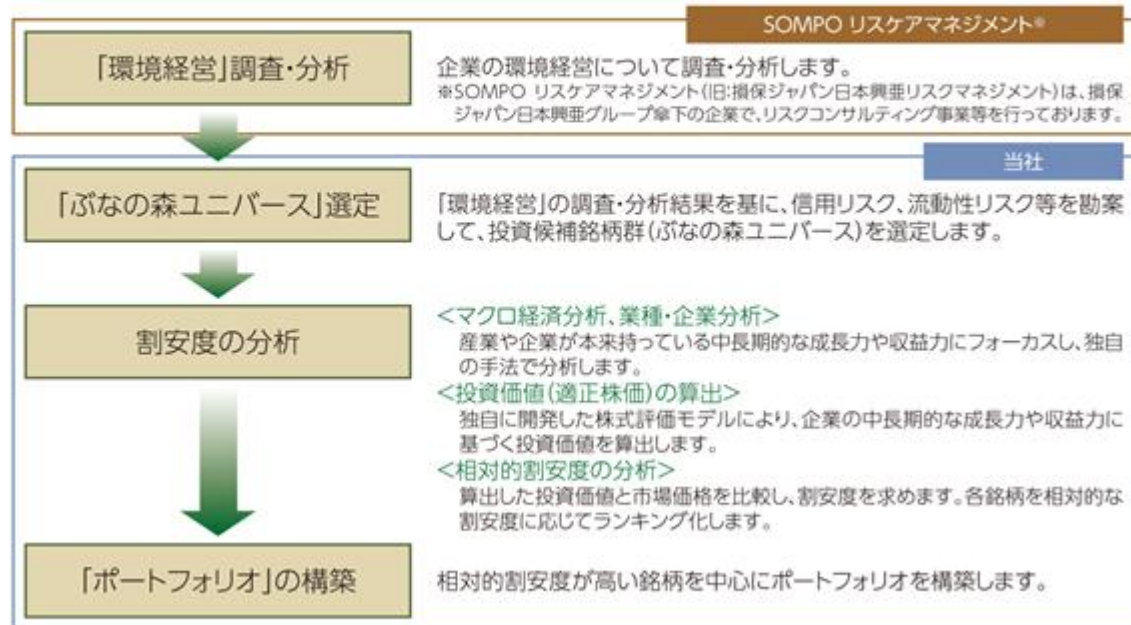 SOMPO リスケアマネジメント※
「環境経営」調査・分析
企業の環境経営について調査・分析します。
※SOMPO リスケアマネジメント(旧:損保ジャパン日本興亜リスクマネジメント)は、損保
ジャパン日本興亜グループ傘下の企業で、リスクコンサルティング事業等を行っております。
当社
「ぶなの森ユニバース」選定
「環境経営」の調査・分析結果を基に、信用リスク、流動性リスク等を勘案
して、投資候補銘柄群(ぶなの森ユニバース)を選定します。
割安度の分析
<マクロ経済分析、業種・企業分析>
産業や企業が本来持っている中長期的な成長力や収益力にフォーカスし、独自
の手法で分析します。
<投資価値(適正株価)の算出>
独自に開発した株式評価モデルにより、企業の中長期的な成長力や収益力に
基づく投資価値を算出します。
<相対的割安度の分析>
算出した投資価値と市場価格を比較し、割安度を求めます。各銘柄を相対的な
割安度に応じてランキング化します。
「ポートフォリオ」の構築
相対的割安度が高い銘柄を中心にポートフォリオを構築します。